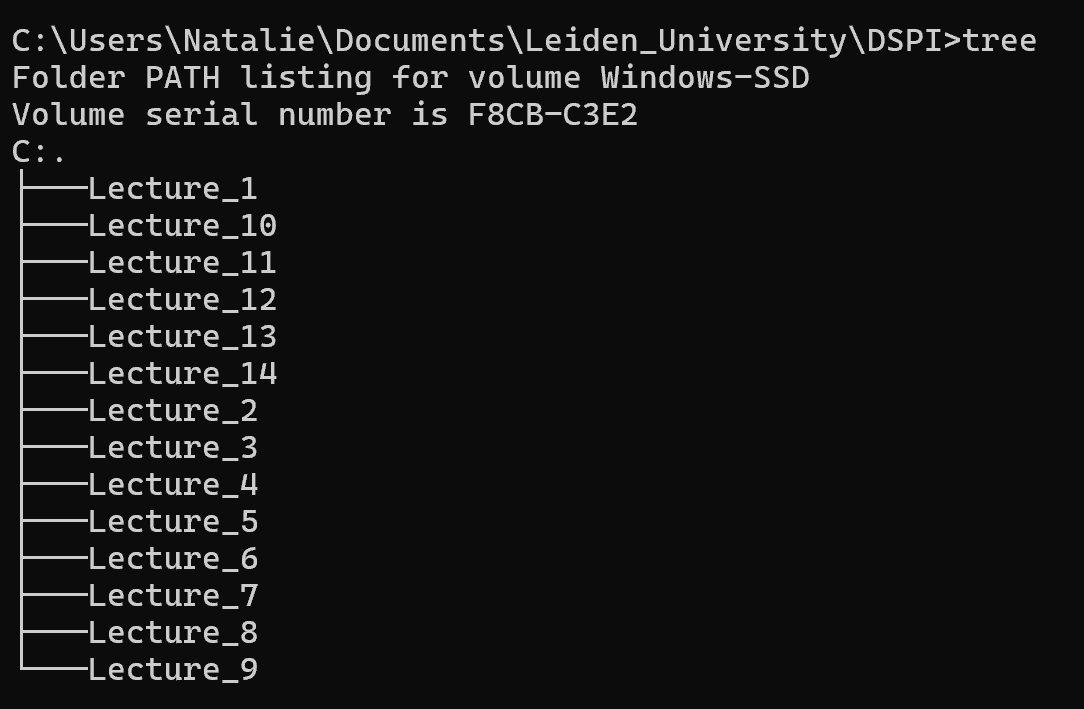 C:\Users\Natalie\Documents\Leiden_University\DSPI>tree
Folder PATH listing for volume Windows-SSD
Volume serial number is F8CB-C3E2
C:.
├───Lecture_1
├───Lecture_10
├───Lecture_11
├───Lecture_12
├───Lecture_13
├───Lecture_14
├───Lecture_2
├───Lecture_3
├───Lecture_4
├───Lecture_5
├───Lecture_6
├───Lecture_7
├───Lecture_8
└───Lecture_9